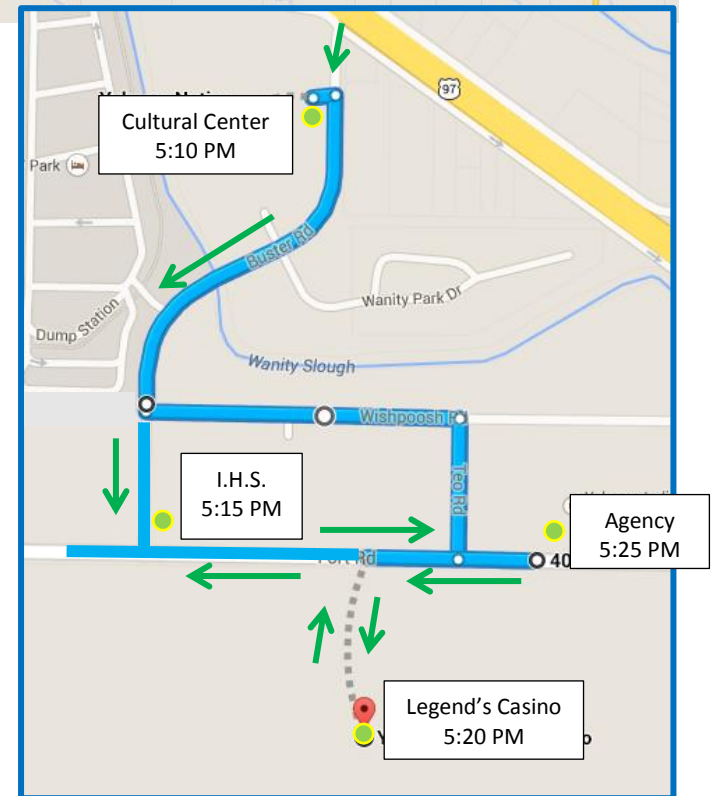 97
Cultural Center
5:10 PM
Park
Buster Rd
Wanity Park Dr
Dump Station
Wanity Slough
Wishpoosh
Teo Rd
I.H.S.
5:15 PM
Agency
5:25 PM
Fort Rd
40
Legend's Casino
5:20 PM